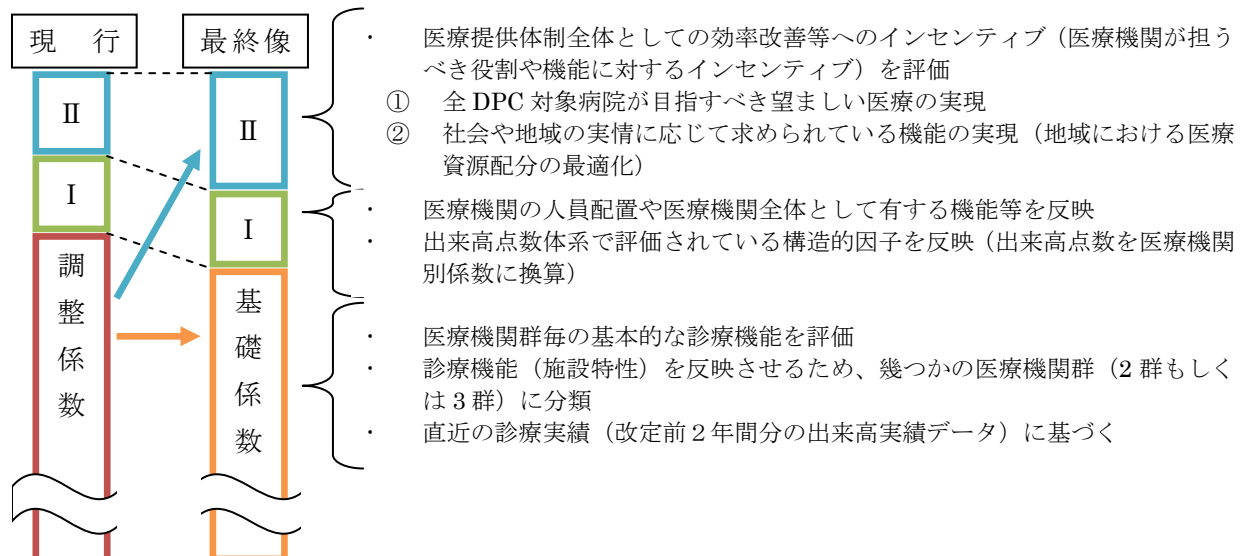 現 行
最終像
Ⅱ
Ⅰ
調整係数
Ⅱ
Ⅰ
基礎係数
・ 医療提供体制全体としての効率改善等へのインセンティブ(医療機関が担う
べき役割や機能に対するインセンティブ)を評価
① 全 DPC 対象病院が目指すべき望ましい医療の実現
② 社会や地域の実情に応じて求められている機能の実現(地域における医療
資源配分の最適化)
・ 医療機関の人員配置や医療機関全体として有する機能等を反映
・ 出来高点数体系で評価されている構造的因子を反映(出来高点数を医療機関
別係数に換算)
・ 医療機関群毎の基本的な診療機能を評価
・ 診療機能(施設特性)を反映させるため、幾つかの医療機関群(2 群もしく
は 3 群)に分類
・ 直近の診療実績(改定前2年間分の出来高実績データ)に基づく